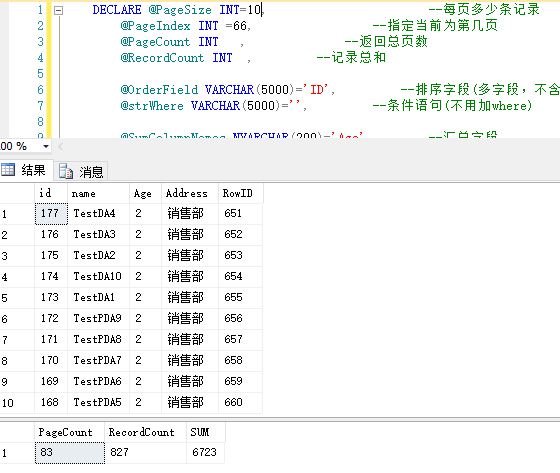 1 DECLARE @PageSize INT=10, --每页多少条记录
2 @PageIndex INT =66, --指定当前为第几页
3 @PageCount INT , --返回总页数
4 @RecordCount INT , --记录总和
5
6 @OrderField VARCHAR(5000)='ID', --排序字段(多字段，不含
7 @strWhere VARCHAR(5000)='', --条件语句(不用加where)
8
@SumColumnNames NVARCHAR(200)='Age' --汇总字段
00 %
结果 消息
id name Age Address RowID
1 177 TestDA4 2 销售部 651
2 176 TestDA3 2 销售部 652
3 175 TestDA2 2 销售部 653
4 174 TestDA10 2 销售部 654
5 173 TestDA1 2 销售部 655
6 172 TestPDA9 2 销售部 656
7 171 TestPDA8 2 销售部 657
8 170 TestPDA7 2 销售部 658
9 169 TestPDA6 2 销售部 659
10 168 TestPDA5 2 销售部 660
PageCount RecordCount SUM
1 83 827 6723